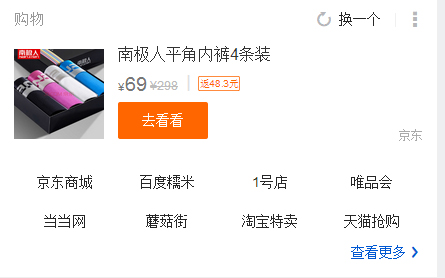 购物 换一个
南极人
南极人平角内裤4条装
¥69 ¥298 返48.3元
去看看
京东
京东商城 百度糯米 1号店 唯品会
当当网 蘑菇街 淘宝特卖 天猫抢购
查看更多